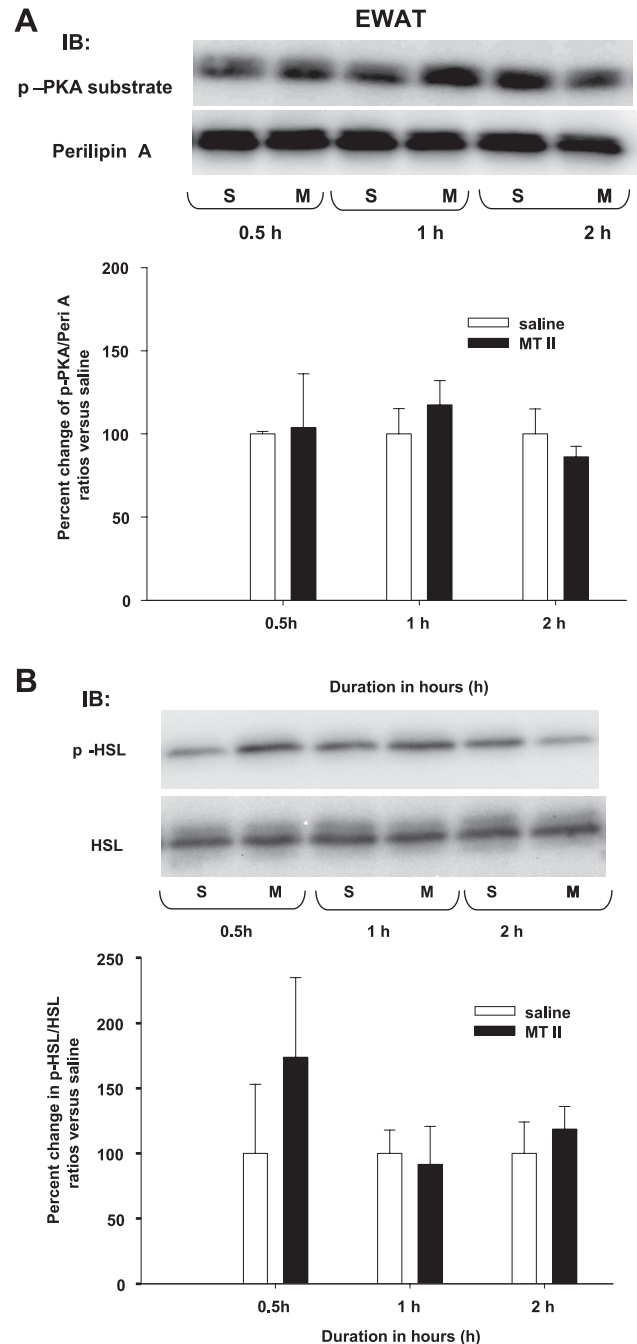 A
EWAT
IB:
p –PKA substrate
Perilipin A
S M S M S M
0.5 h 1 h 2 h
Percent change of p-PKA/Peri A
ratios versus saline
200
150
100
50
0
saline
MT II
0.5h 1 h 2 h
B
Duration in hours (h)
IB:
p -HSL
HSL
S M S M S M
0.5h 1 h 2 h
Percent change in p-HSL/HSL
ratios versus saline
250
200
150
100
50
0
saline
MT II
0.5h 1 h 2 h
Duration in hours (h)